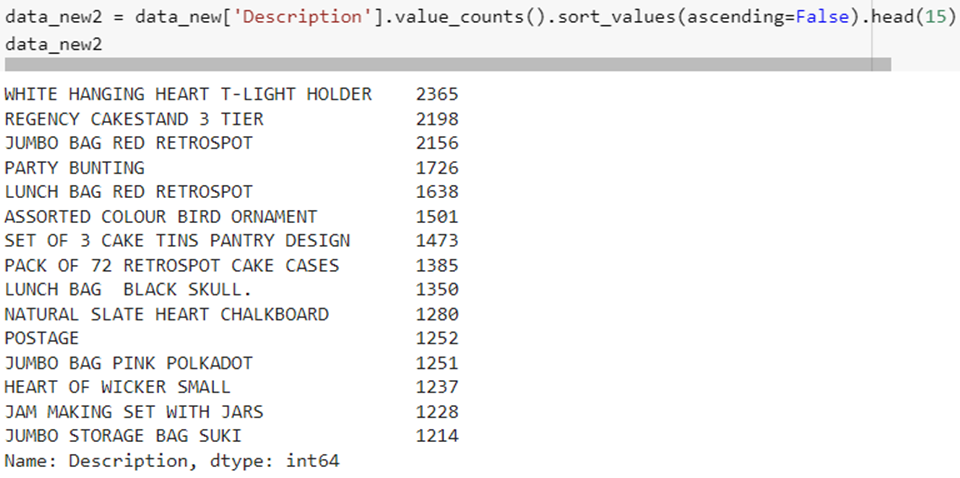 data_new2 = data_new['Description'].value_counts().sort_values(ascending=False).head(15)
data_new2
WHITE HANGING HEART T-LIGHT HOLDER    2365
REGENCY CAKESTAND 3 TIER              2198
JUMBO BAG RED RETROSPOT               2156
PARTY BUNTING                         1726
LUNCH BAG RED RETROSPOT               1638
ASSORTED COLOUR BIRD ORNAMENT         1501
SET OF 3 CAKE TINS PANTRY DESIGN      1473
PACK OF 72 RETROSPOT CAKE CASES       1385
LUNCH BAG  BLACK SKULL.               1350
NATURAL SLATE HEART CHALKBOARD        1280
POSTAGE                               1252
JUMBO BAG PINK POLKADOT               1251
HEART OF WICKER SMALL                 1237
JAM MAKING SET WITH JARS              1228
JUMBO STORAGE BAG SUKI                1214
Name: Description, dtype: int64